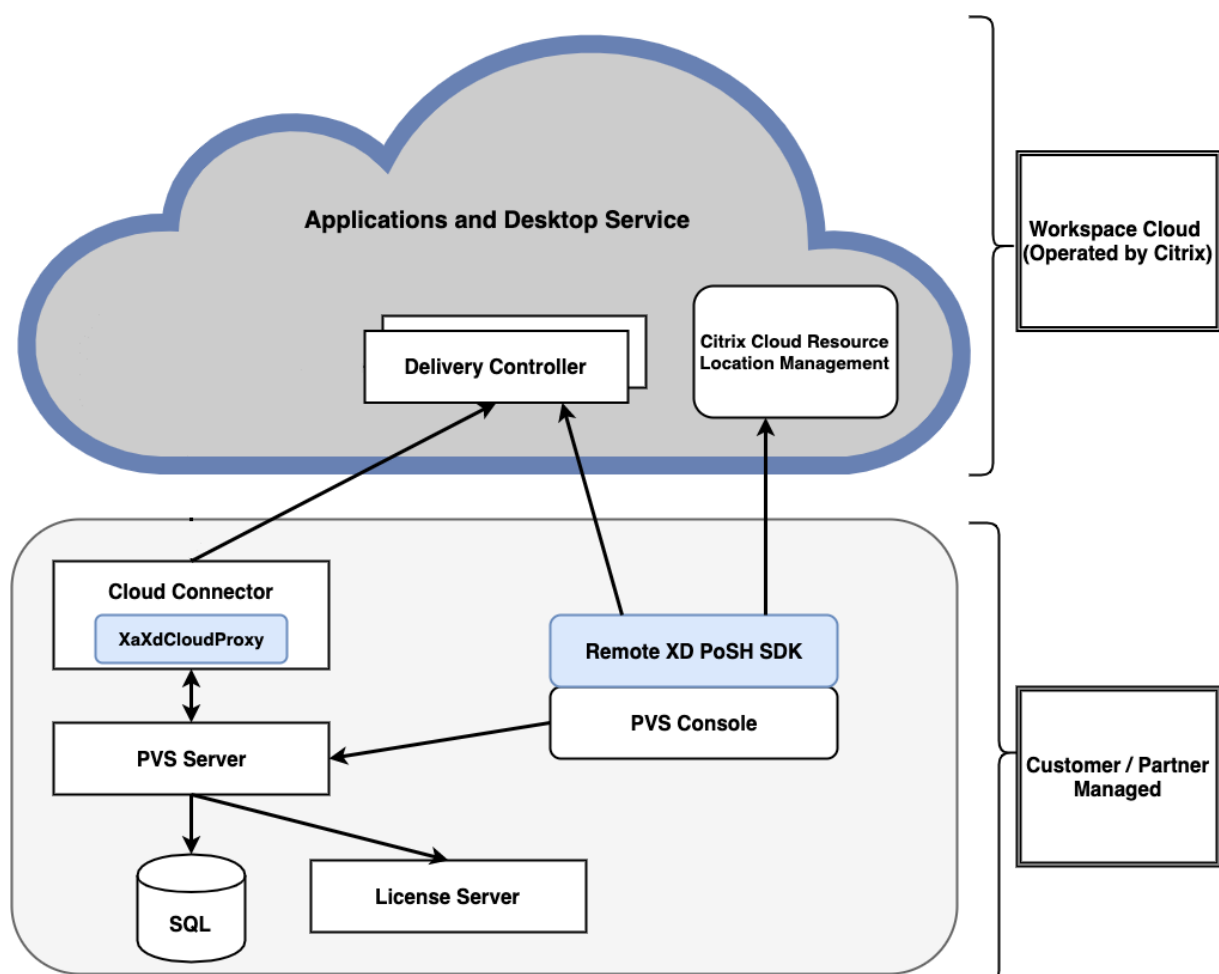 Applications and Desktop Service
Workspace Cloud
(Operated by Citrix)
Citrix Cloud Resource
Location Management
Delivery Controller
Cloud Connector
XaXdCloudProxy
Remote XD PoSH SDK
PVS Console
PVS Server
Customer / Partner
Managed
License Server
SQL